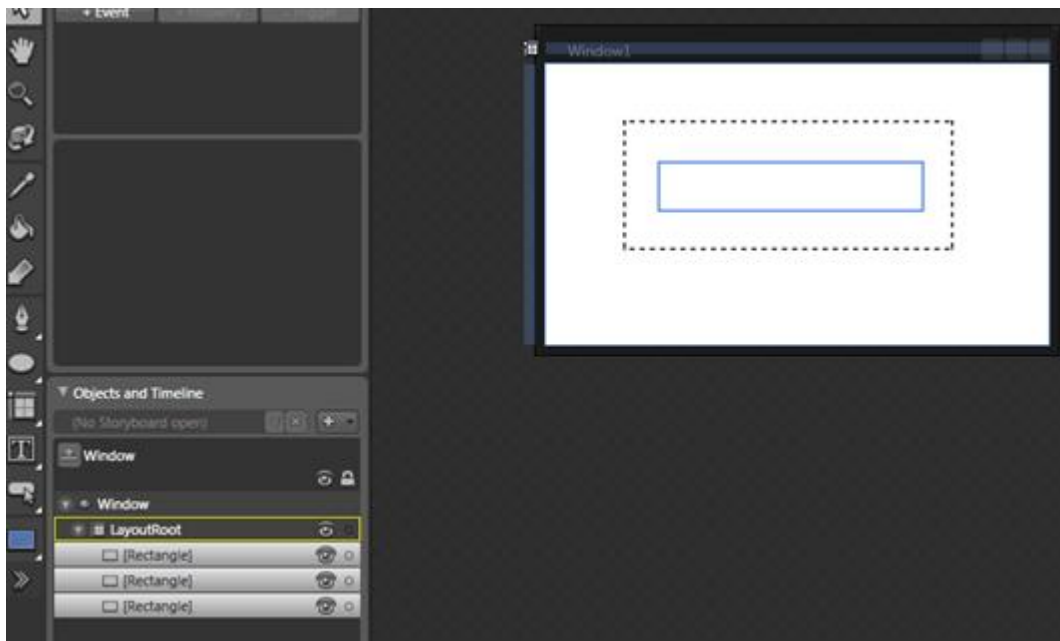 + Event
Window1
Objects and Timeline
(No Storyboard open)
Window
Window
LayoutRoot
[Rectangle]
[Rectangle]
[Rectangle]